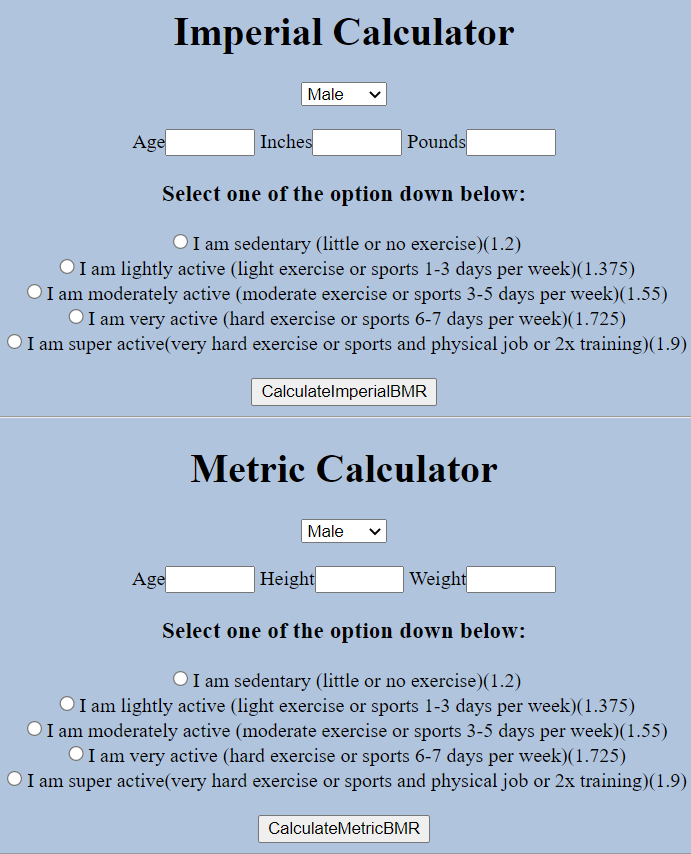 Imperial Calculator
Male
Age Inches Pounds
Select one of the option down below:
I am sedentary (little or no exercise)(1.2)
I am lightly active (light exercise or sports 1-3 days per week)(1.375)
I am moderately active (moderate exercise or sports 3-5 days per week)(1.55)
I am very active (hard exercise or sports 6-7 days per week)(1.725)
I am super active(very hard exercise or sports and physical job or 2x training)(1.9)
CalculateImperialBMR
Metric Calculator
Male
Age Height Weight
Select one of the option down below:
I am sedentary (little or no exercise)(1.2)
I am lightly active (light exercise or sports 1-3 days per week)(1.375)
I am moderately active (moderate exercise or sports 3-5 days per week)(1.55)
I am very active (hard exercise or sports 6-7 days per week)(1.725)
I am super active(very hard exercise or sports and physical job or 2x training)(1.9)
CalculateMetricBMR